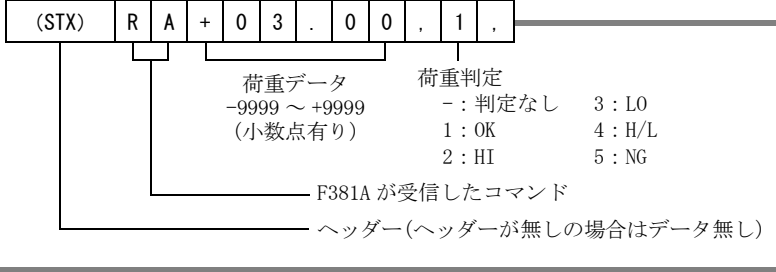 (STX) R A + 0 3 . 0 0 , 1 ,
荷重データ
-9999 ～ +9999
(小数点有り)
荷重判定
-：判定なし 3：LO
1：OK 4：H/L
2：HI 5：NG
F381A が受信したコマンド
ヘッダー(ヘッダーが無しの場合はデータ無し)